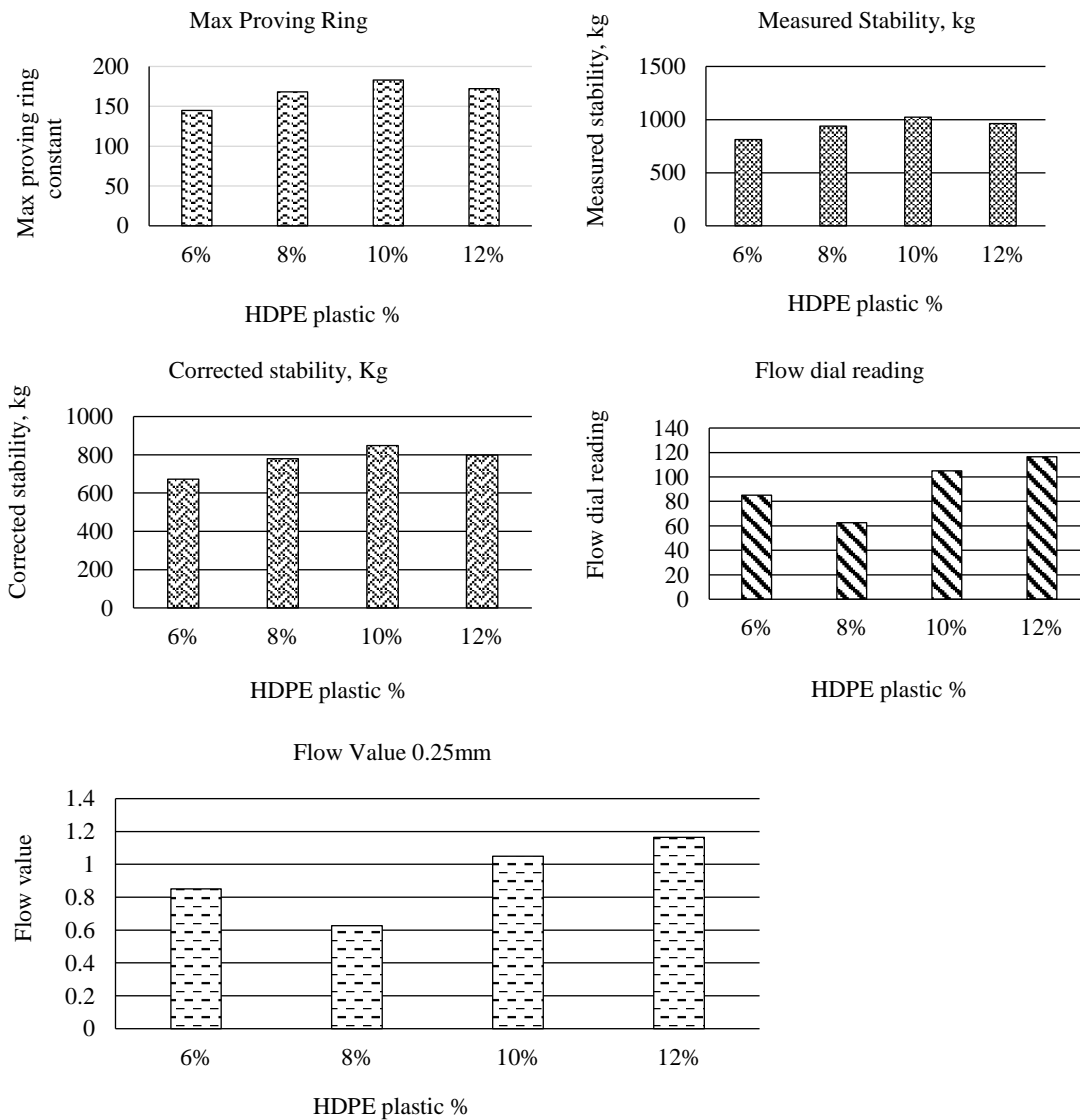 Max Proving Ring
Max proving ring
constant
200
150
100
50
0
6% 8% 10% 12%
HDPE plastic %
Measured Stability, kg
Measured stability, kg
1500
1000
500
0
6% 8% 10% 12%
HDPE plastic %
Corrected stability, Kg
Corrected stability, kg
1000
800
600
400
200
0
6% 8% 10% 12%
HDPE plastic %
Flow dial reading
Flow dial reading
140
120
100
80
60
40
20
0
6% 8% 10% 12%
HDPE plastic %
Flow Value 0.25mm
Flow value
1.4
1.2
1
0.8
0.6
0.4
0.2
0
6% 8% 10% 12%
HDPE plastic %